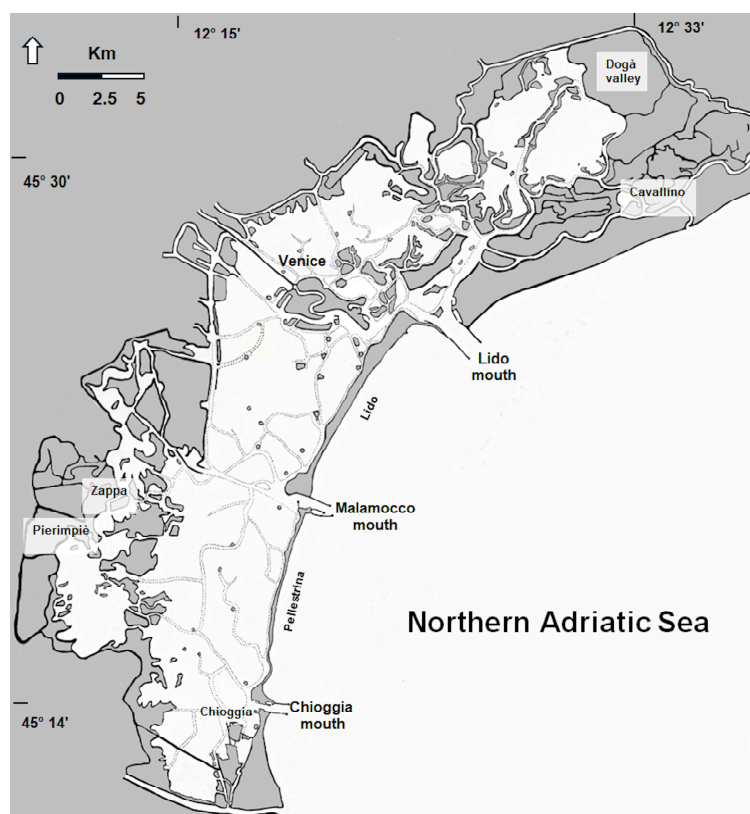 12° 15'
12° 33'
Km
0 2.5 5
Dogà
valley
45° 30'
Cavallino
Venice
Lido
mouth
Lido
Zappa
Malamocco
mouth
Pierimpiè
Pellestrina
Northern Adriatic Sea
45° 14'
Chioggia
Chioggia
mouth